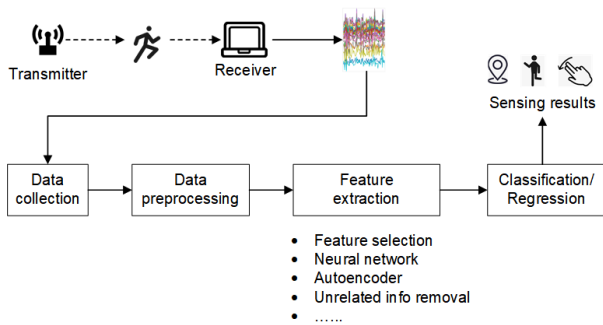 Transmitter
Receiver
Sensing results
Data
collection
Data
preprocessing
Feature
extraction
Classification/
Regression
• Feature selection
• Neural network
• Autoencoder
• Unrelated info removal
• ……